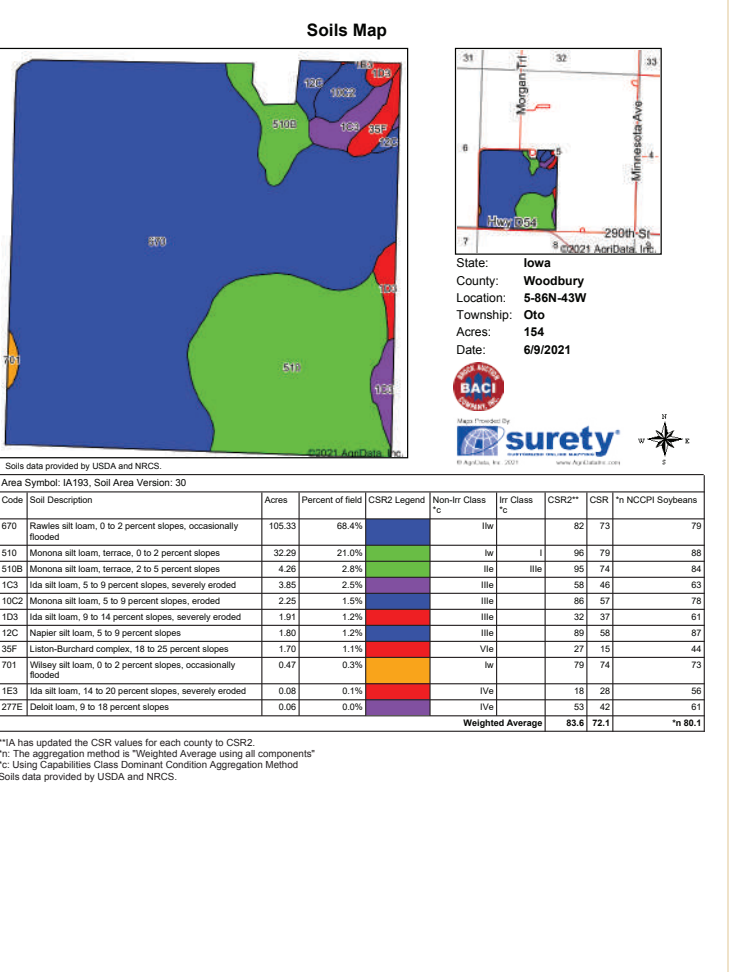 Soils Map
1E3
1D3
12C
10C2
510B
1C3
35F
12C
670
1D3
701
510
1C3
©2021 AgriData, Inc.
Soils data provided by USDA and NRCS.
31 32 33
Morgan Trl
Minnesota Ave
6 5 4
Hwy D54
290th St
7 8 9
©2021 AgriData, Inc.
State: Iowa
County: Woodbury
Location: 5-86N-43W
Township: Oto
Acres: 154
Date: 6/9/2021
BROCK AUCTION
BACI
COMPANY, INC.
Maps Provided By
surety®
CUSTOMIZED ONLINE MAPPING
© AgriData, Inc. 2021 www.AgriDataInc.com
N
W E
S
Area Symbol: IA193, Soil Area Version: 30
Code Soil Description Acres Percent of field CSR2 Legend Non-Irr Class *c Irr Class *c CSR2** CSR *n NCCPI Soybeans
670 Rawles silt loam, 0 to 2 percent slopes, occasionally flooded 105.33 68.4% IIw 82 73 79
510 Monona silt loam, terrace, 0 to 2 percent slopes 32.29 21.0% Iw I 96 79 88
510B Monona silt loam, terrace, 2 to 5 percent slopes 4.26 2.8% IIe IIIe 95 74 84
1C3 Ida silt loam, 5 to 9 percent slopes, severely eroded 3.85 2.5% IIIe 58 46 63
10C2 Monona silt loam, 5 to 9 percent slopes, eroded 2.25 1.5% IIIe 86 57 78
1D3 Ida silt loam, 9 to 14 percent slopes, severely eroded 1.91 1.2% IIIe 32 37 61
12C Napier silt loam, 5 to 9 percent slopes 1.80 1.2% IIIe 89 58 87
35F Liston-Burchard complex, 18 to 25 percent slopes 1.70 1.1% VIe 27 15 44
701 Wilsey silt loam, 0 to 2 percent slopes, occasionally flooded 0.47 0.3% Iw 79 74 73
1E3 Ida silt loam, 14 to 20 percent slopes, severely eroded 0.08 0.1% IVe 18 28 56
277E Deloit loam, 9 to 18 percent slopes 0.06 0.0% IVe 53 42 61
Weighted Average 83.6 72.1 *n 80.1
**IA has updated the CSR values for each county to CSR2.
*n: The aggregation method is "Weighted Average using all components"
*c: Using Capabilities Class Dominant Condition Aggregation Method
Soils data provided by USDA and NRCS.